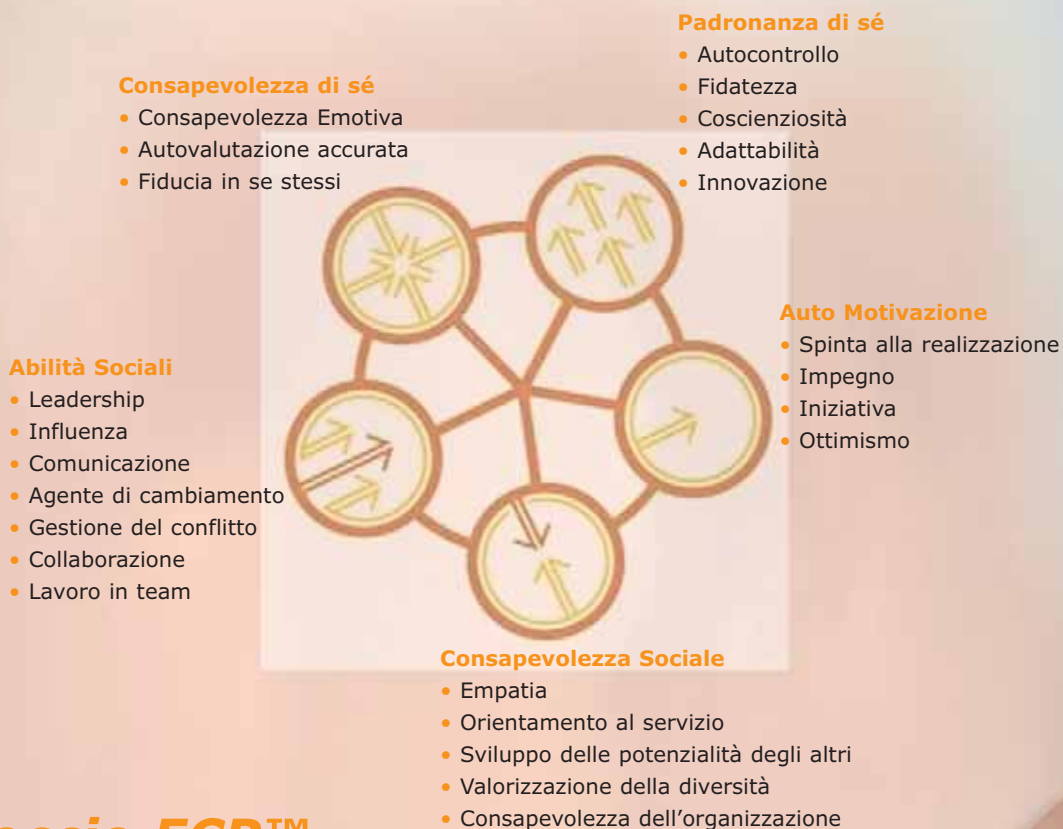 Padronanza di sé
• Autocontrollo
• Fidatezza
• Coscienziosità
• Adattabilità
• Innovazione
Consapevolezza di sé
• Consapevolezza Emotiva
• Autovalutazione accurata
• Fiducia in se stessi
Auto Motivazione
• Spinta alla realizzazione
• Impegno
• Iniziativa
• Ottimismo
Abilità Sociali
• Leadership
• Influenza
• Comunicazione
• Agente di cambiamento
• Gestione del conflitto
• Collaborazione
• Lavoro in team
Consapevolezza Sociale
• Empatia
• Orientamento al servizio
• Sviluppo delle potenzialità degli altri
• Valorizzazione della diversità
• Consapevolezza dell’organizzazione